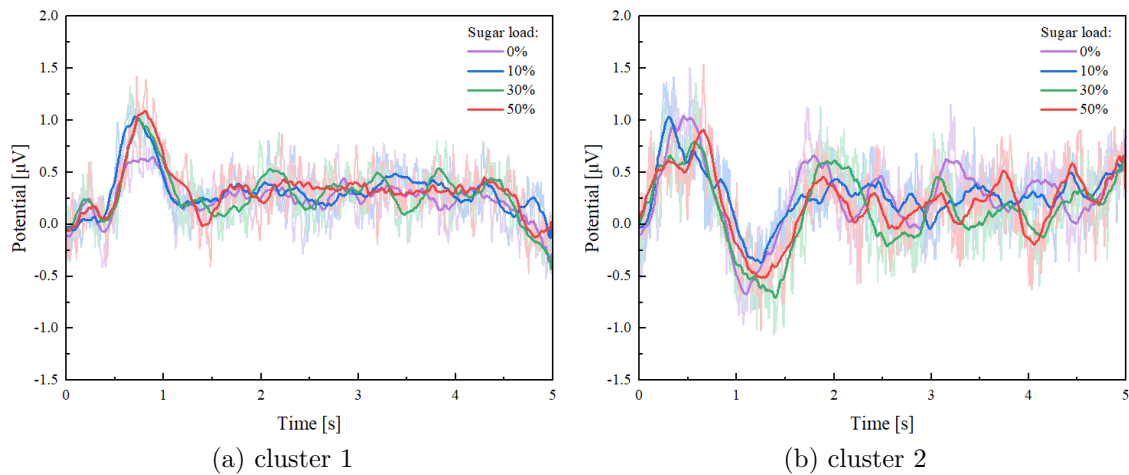 2.0
1.5
1.0
0.5
0.0
-0.5
-1.0
-1.5
Potential [µV]
0 1 2 3 4 5
Time [s]
Sugar load:
0%
10%
30%
50%
(a) cluster 1
2.0
1.5
1.0
0.5
0.0
-0.5
-1.0
-1.5
Potential [µV]
0 1 2 3 4 5
Time [s]
Sugar load:
0%
10%
30%
50%
(b) cluster 2